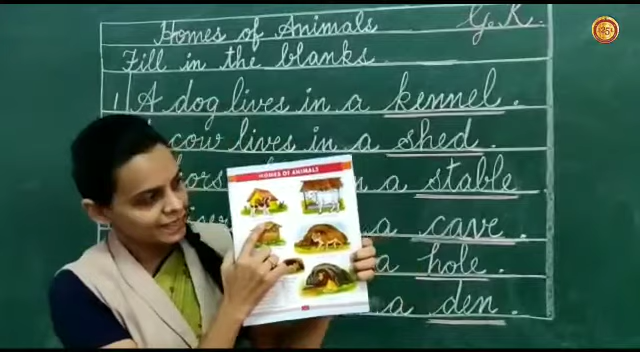 Homes of Animals G.K.
Fill in the blanks
1 A dog lives in a kennel.
cow lives in a shed.
a stable.
a cave.
a hole.
a den.
HOMES OF ANIMALS